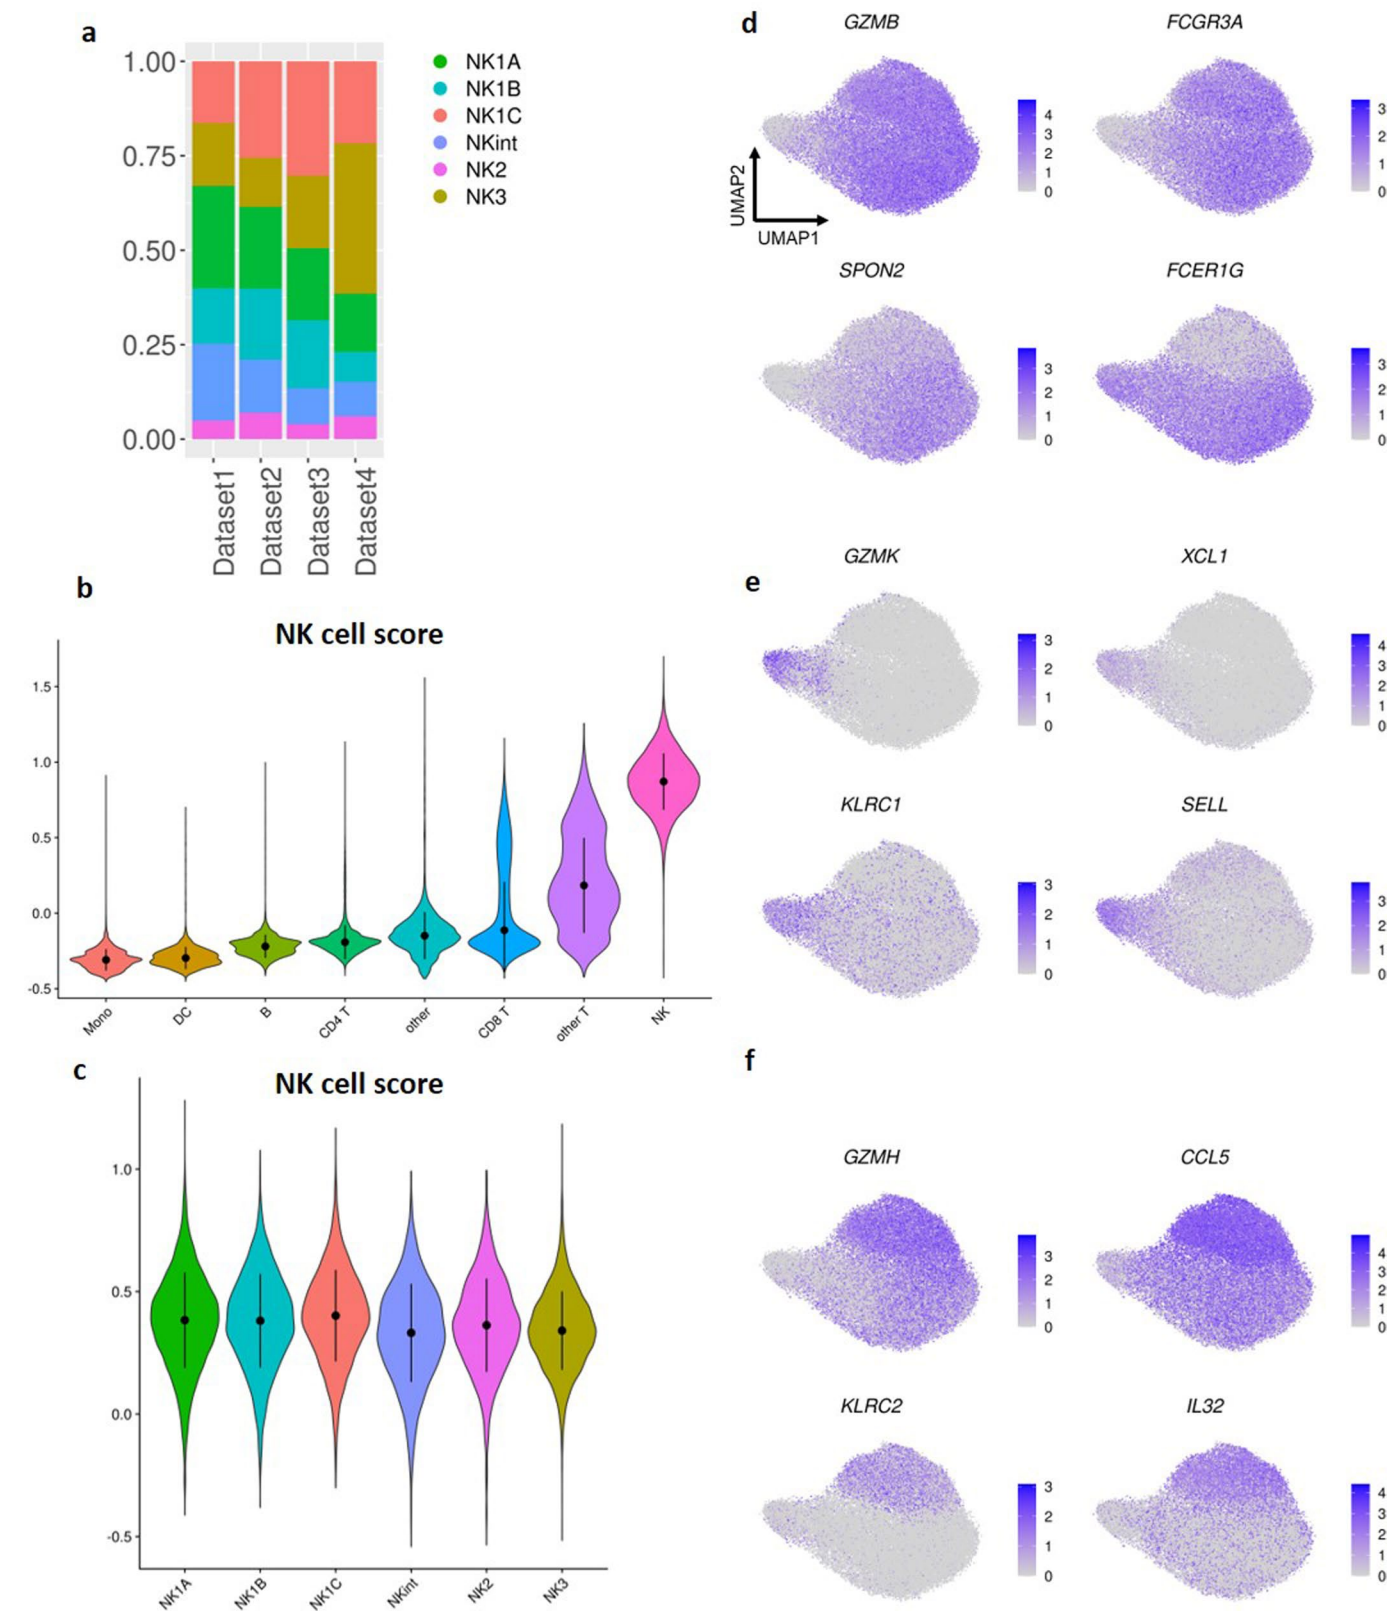 a
1.00
0.75
0.50
0.25
0.00
Dataset1
Dataset2
Dataset3
Dataset4
NK1A
NK1B
NK1C
NKint
NK2
NK3
b
NK cell score
1.5
1.0
0.5
0.0
-0.5
Mono
DC
B
CD4 T
other
CD8 T
other T
NK
c
NK cell score
1.0
0.5
0.0
-0.5
NK1A
NK1B
NK1C
NKint
NK2
NK3
d
GZMB
4
3
2
1
0
UMAP2
UMAP1
FCGR3A
3
2
1
0
SPON2
3
2
1
0
FCER1G
3
2
1
0
e
GZMK
3
2
1
0
XCL1
4
3
2
1
0
KLRC1
3
2
1
0
SELL
3
2
1
0
f
GZMH
3
2
1
0
CCL5
4
3
2
1
0
KLRC2
3
2
1
0
IL32
4
3
2
1
0